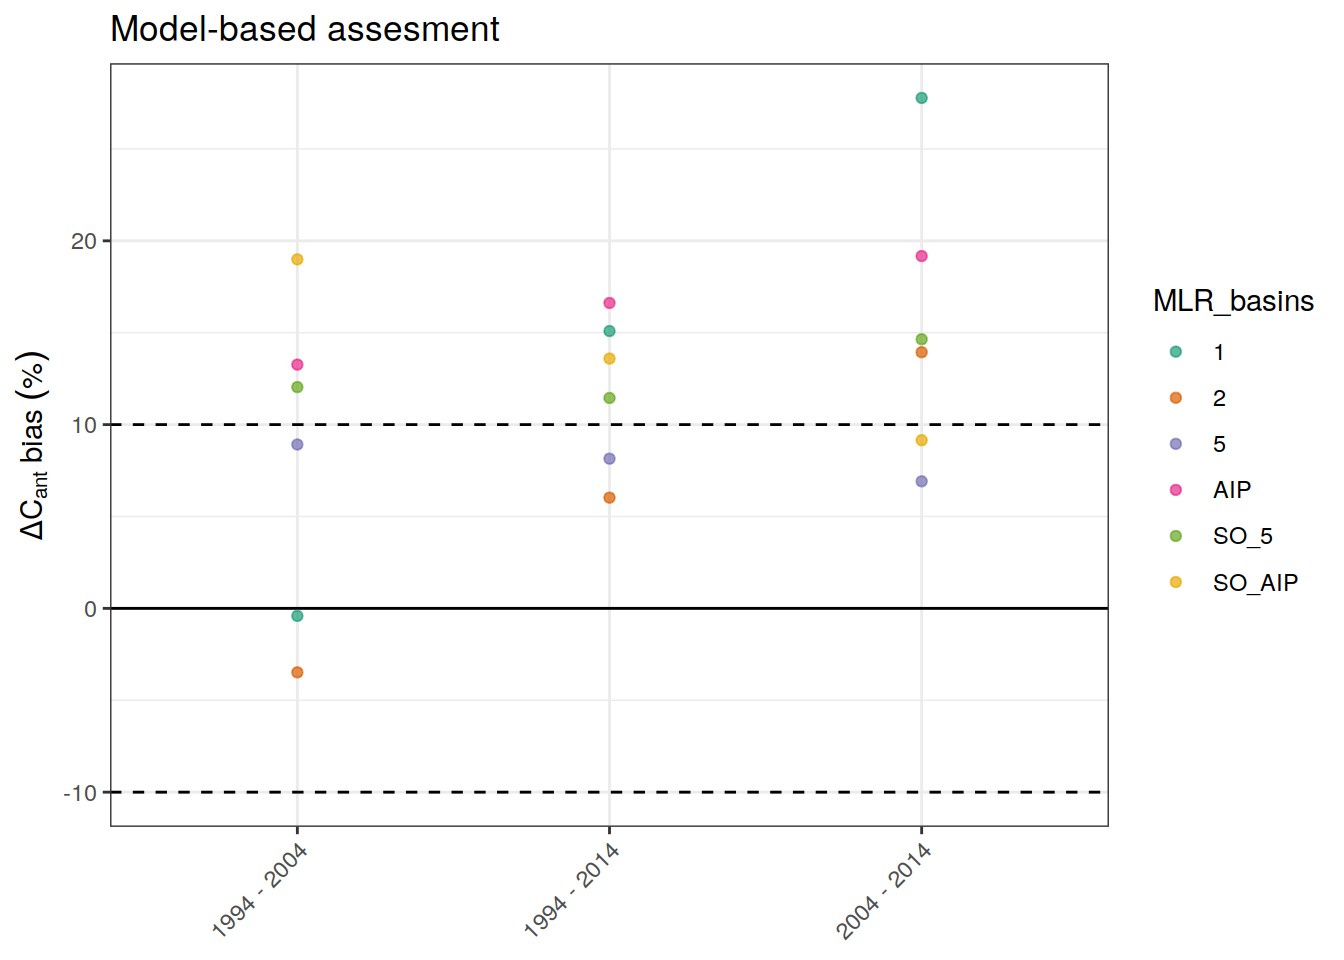 Model-based assesment
ΔCant bias (%)
20
10
0
-10
1994 - 2004
1994 - 2014
2004 - 2014
MLR_basins
1
2
5
AIP
SO_5
SO_AIP